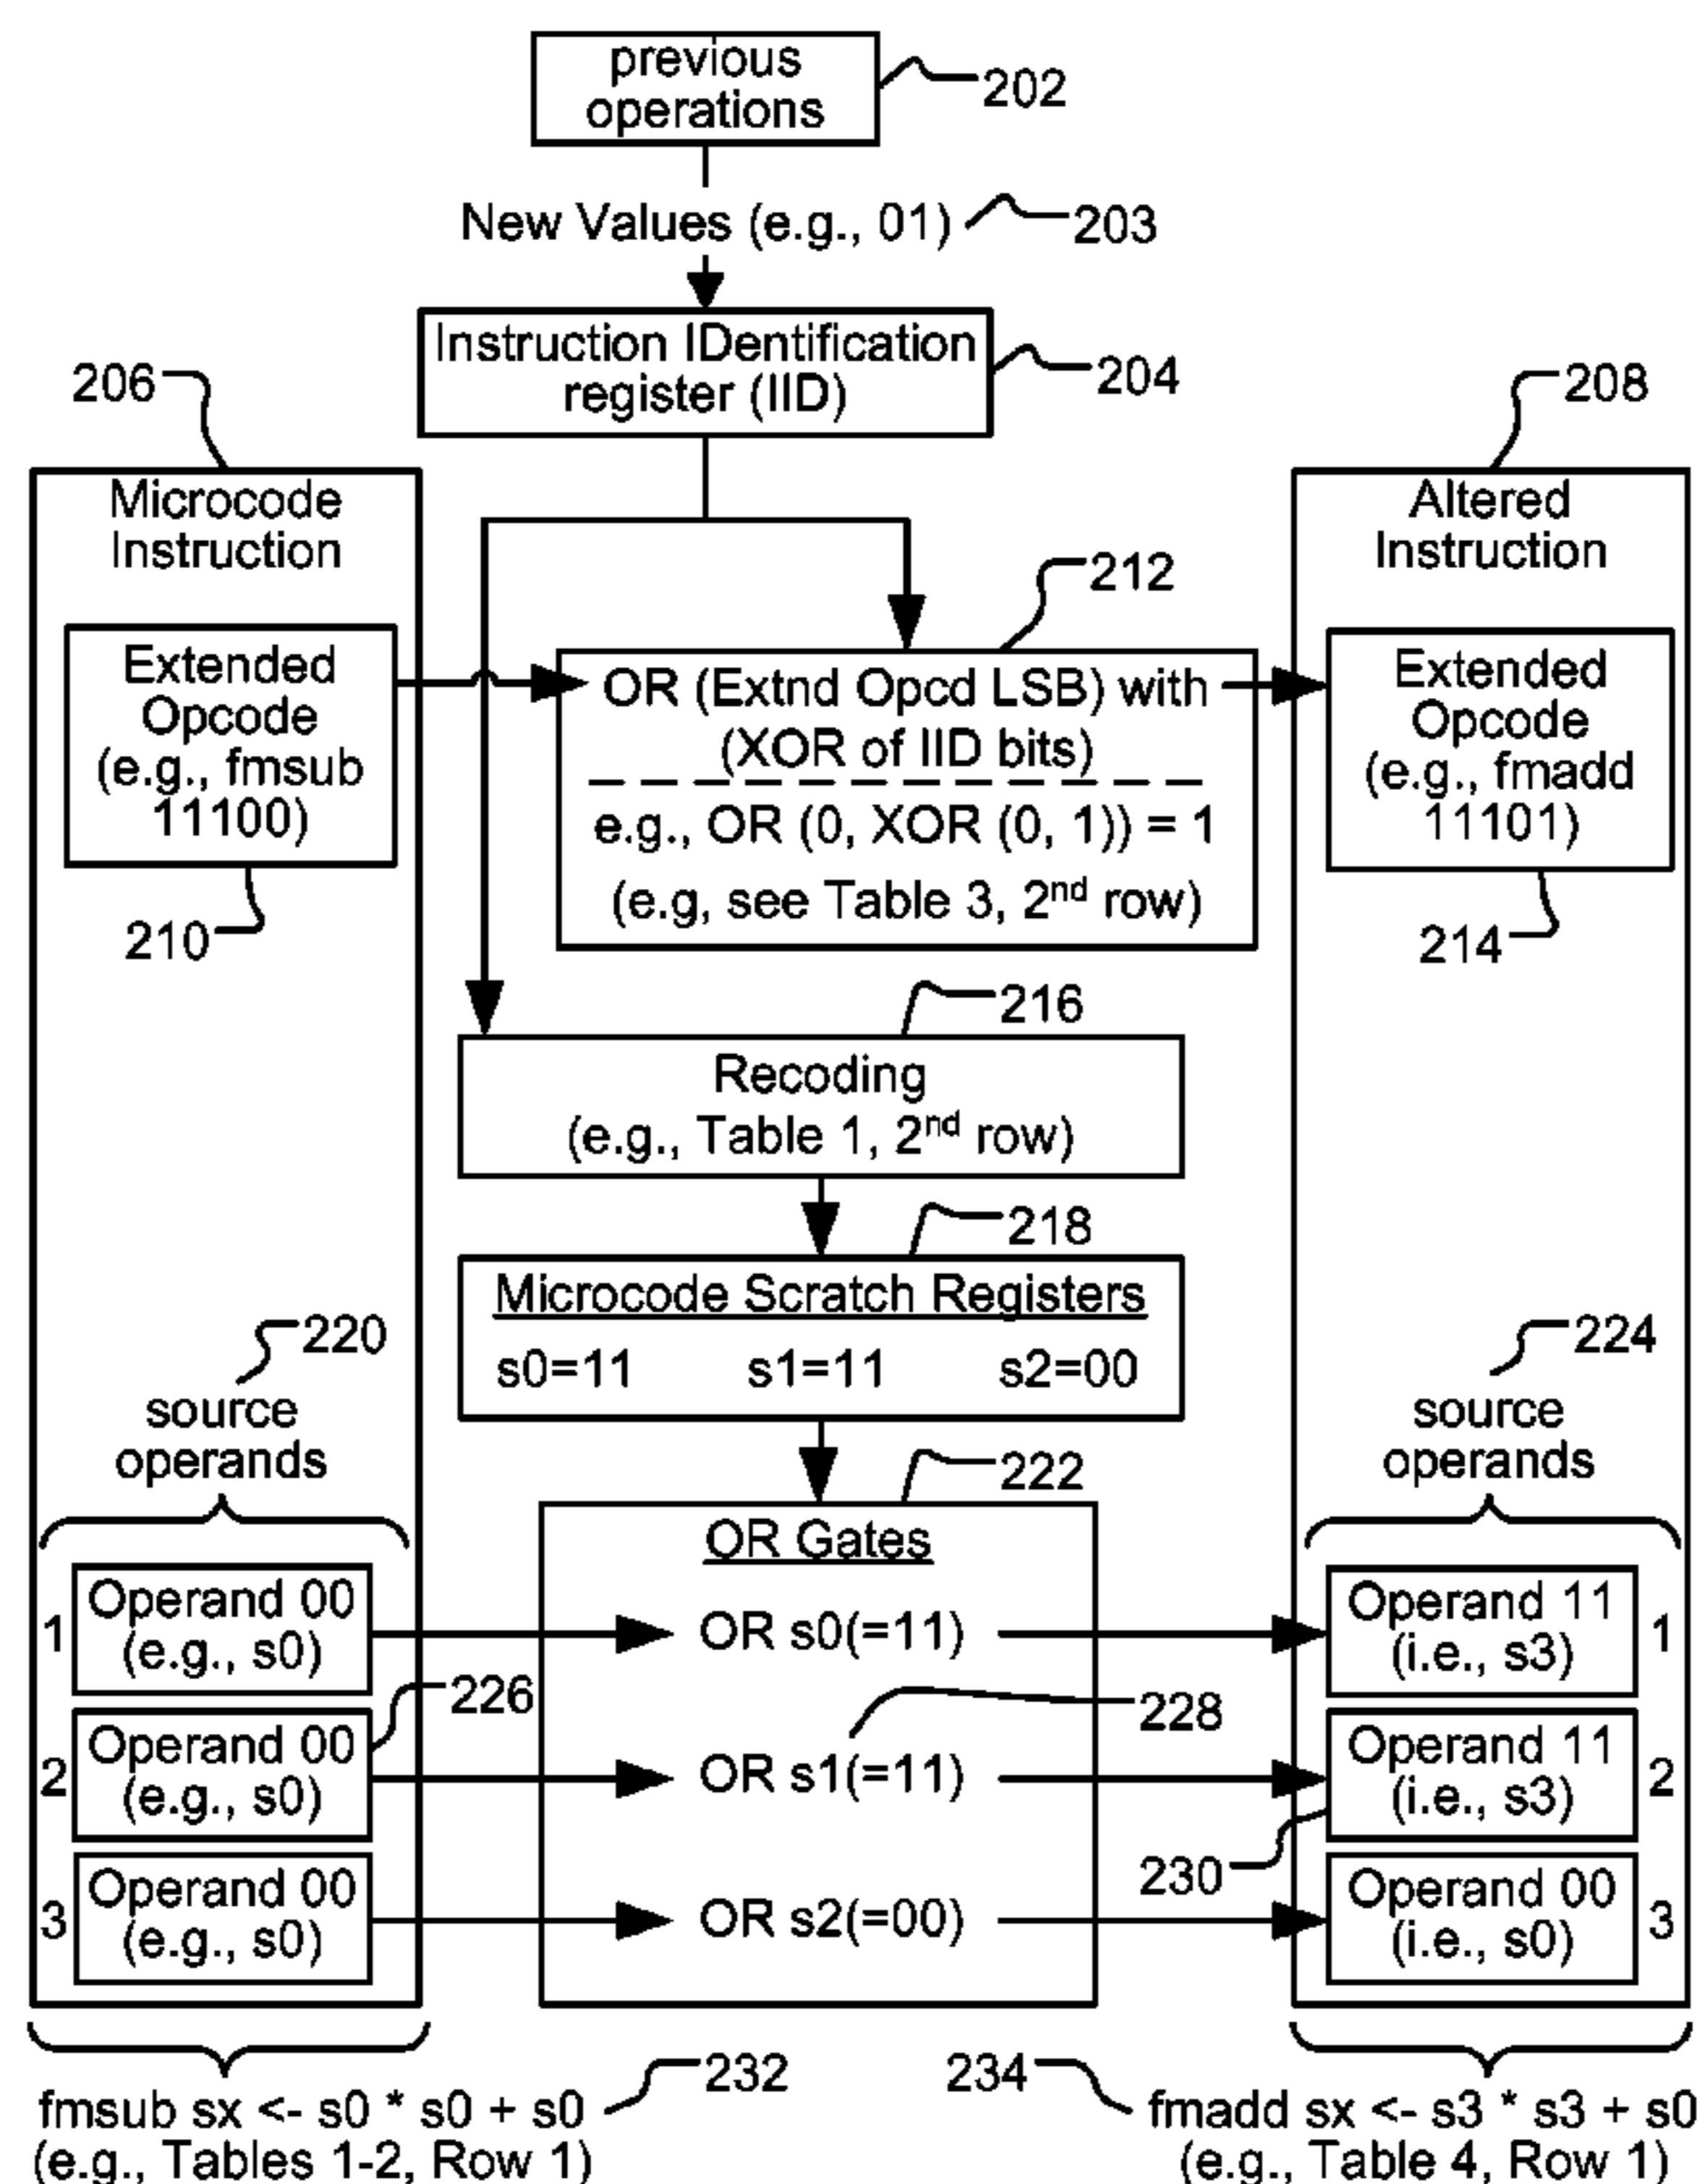 previous
operations
202
New Values (e.g., 01)
203
Instruction IDentification
register (IID)
204
206
208
Microcode
Instruction
Altered
Instruction
212
Extended
Opcode
(e.g., fmsub
11100)
210
OR (Extnd Opcd LSB) with
(XOR of IID bits)
e.g., OR (0, XOR (0, 1)) = 1
(e.g, see Table 3, 2nd row)
Extended
Opcode
(e.g., fmadd
11101)
214
216
Recoding
(e.g., Table 1, 2nd row)
218
Microcode Scratch Registers
s0=11 s1=11 s2=00
220
source
operands
224
source
operands
222
OR Gates
1
Operand 00
(e.g., s0)
OR s0(=11)
Operand 11
(i.e., s3)
1
226
228
2
Operand 00
(e.g., s0)
OR s1(=11)
Operand 11
(i.e., s3)
2
230
3
Operand 00
(e.g., s0)
OR s2(=00)
Operand 00
(i.e., s0)
3
232
fmsub sx <- s0 * s0 + s0
(e.g., Tables 1-2, Row 1)
234
fmadd sx <- s3 * s3 + s0
(e.g., Table 4, Row 1)